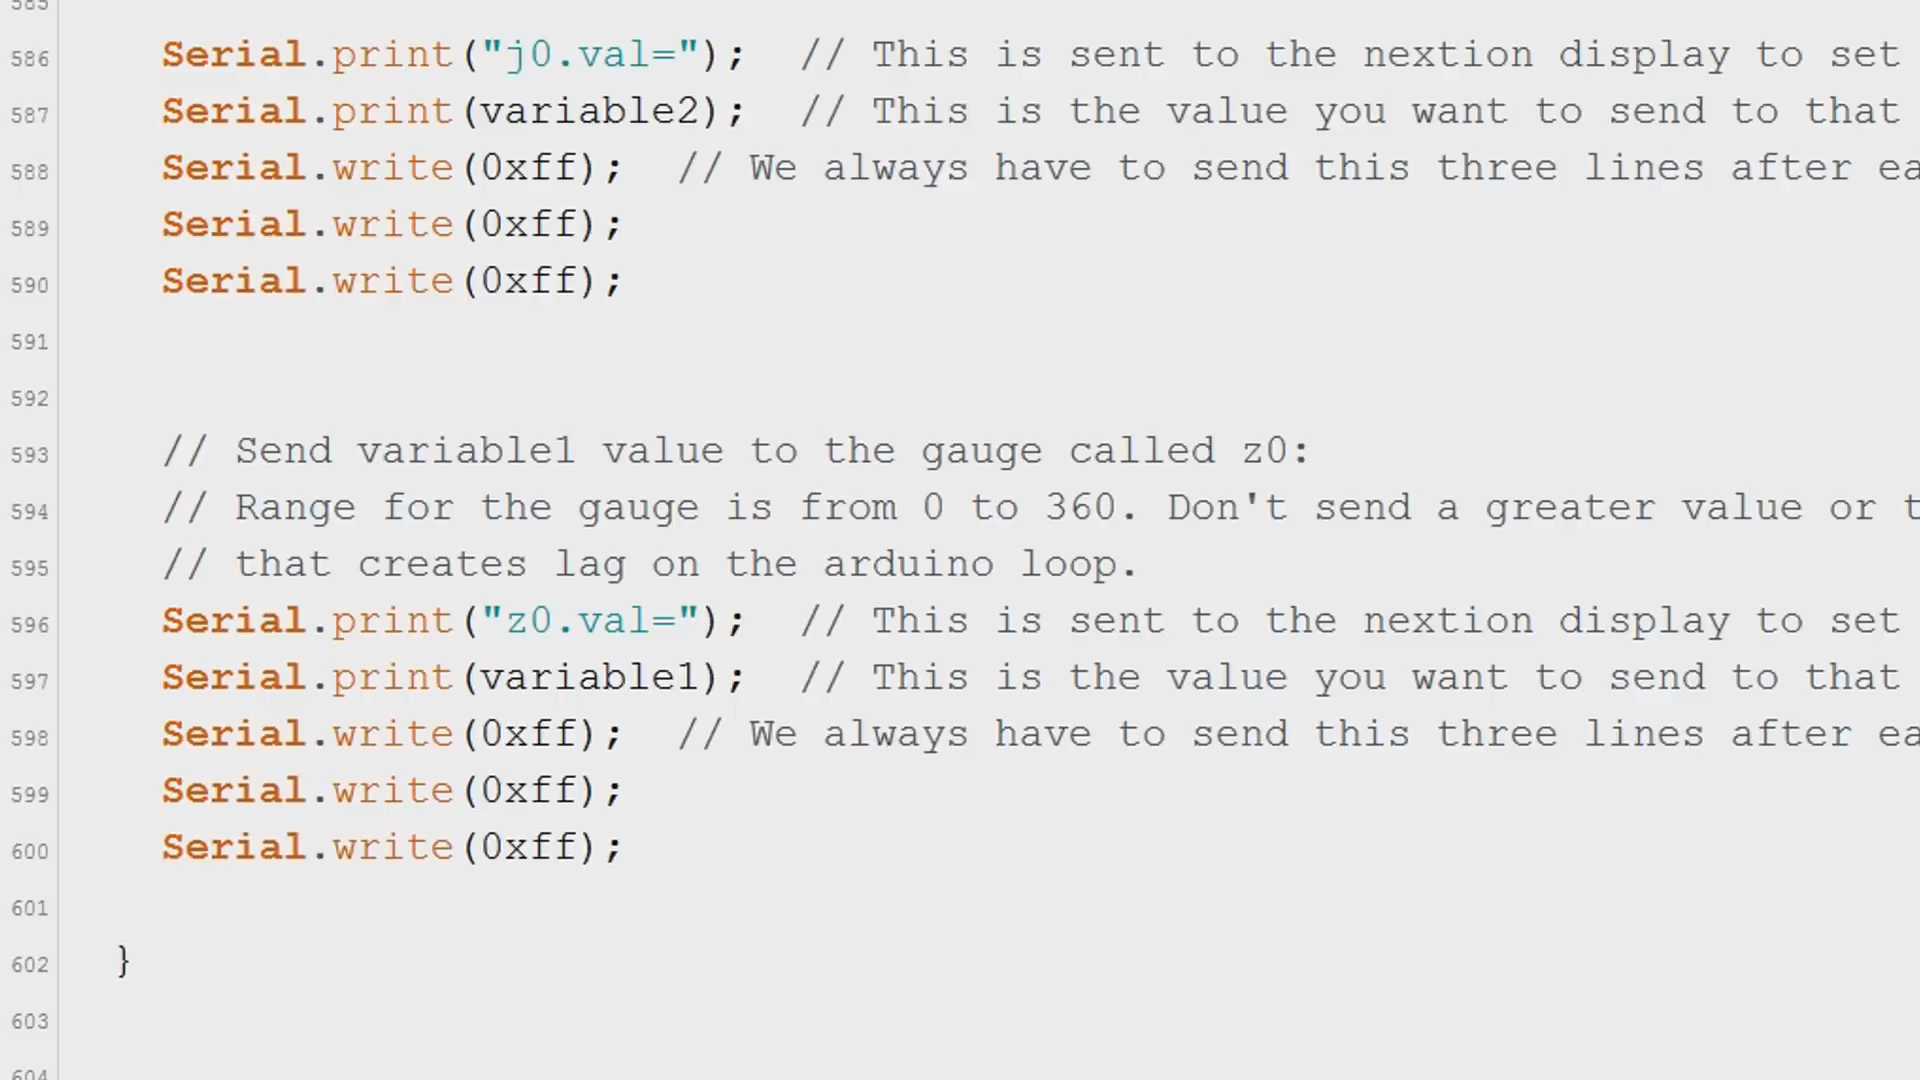 585
586 Serial.print("j0.val="); // This is sent to the nextion display to set
587 Serial.print(variable2); // This is the value you want to send to that
588 Serial.write(0xff); // We always have to send this three lines after ea
589 Serial.write(0xff);
590 Serial.write(0xff);
591
592
593 // Send variable1 value to the gauge called z0:
594 // Range for the gauge is from 0 to 360. Don't send a greater value or t
595 // that creates lag on the arduino loop.
596 Serial.print("z0.val="); // This is sent to the nextion display to set
597 Serial.print(variable1); // This is the value you want to send to that
598 Serial.write(0xff); // We always have to send this three lines after ea
599 Serial.write(0xff);
600 Serial.write(0xff);
601
602 }
603
604